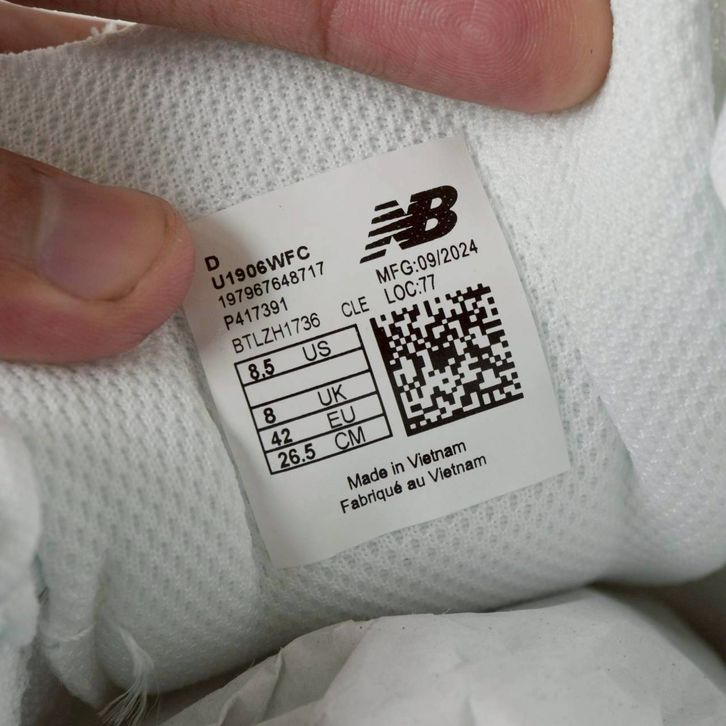 NB
D
U1906WFC
197967648717
P417391
BTLZH1736 CLE
MFG:09/2024
LOC:77
8.5 US
8 UK
42 EU
26.5 CM
Made in Vietnam
Fabriqué au Vietnam